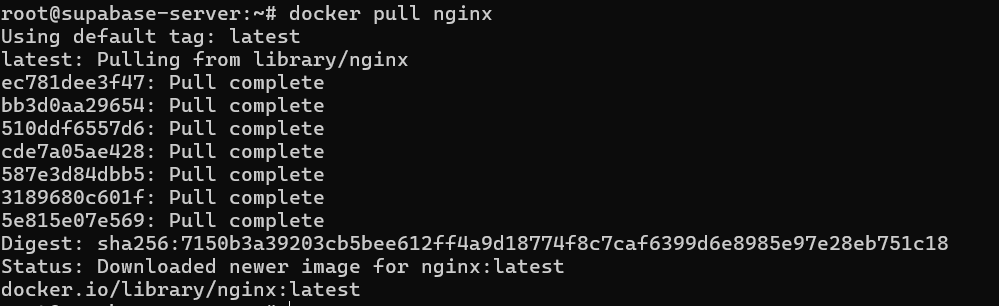 root@supabase-server:~# docker pull nginx
Using default tag: latest
latest: Pulling from library/nginx
ec781dee3f47: Pull complete
bb3d0aa29654: Pull complete
510ddf6557d6: Pull complete
cde7a05ae428: Pull complete
587e3d84dbb5: Pull complete
3189680c601f: Pull complete
5e815e07e569: Pull complete
Digest: sha256:7150b3a39203cb5bee612ff4a9d18774f8c7caf6399d6e8985e97e28eb751c18
Status: Downloaded newer image for nginx:latest
docker.io/library/nginx:latest